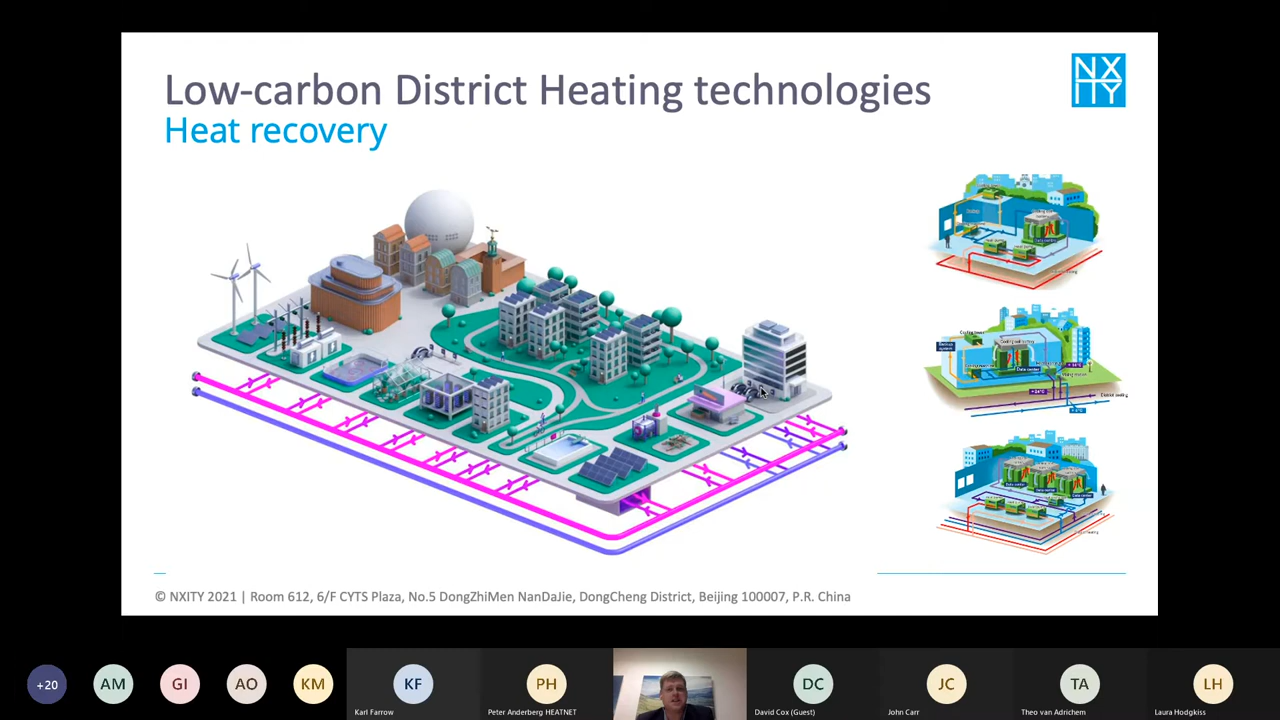 Low-carbon District Heating technologies
NX
ITY
Heat recovery
© NXITY 2021 | Room 612, 6/F CYTS Plaza, No.5 DongZhiMen NanDaJie, DongCheng District, Beijing 100007, P.R. China
+20
AM
GI
AO
KM
KF
PH
DC
JC
TA
LH
Karl Farrow
Peter Anderberg HEATNET
David Cox (Guest)
John Carr
Theo van Adrichem
Laura Hodgkiss